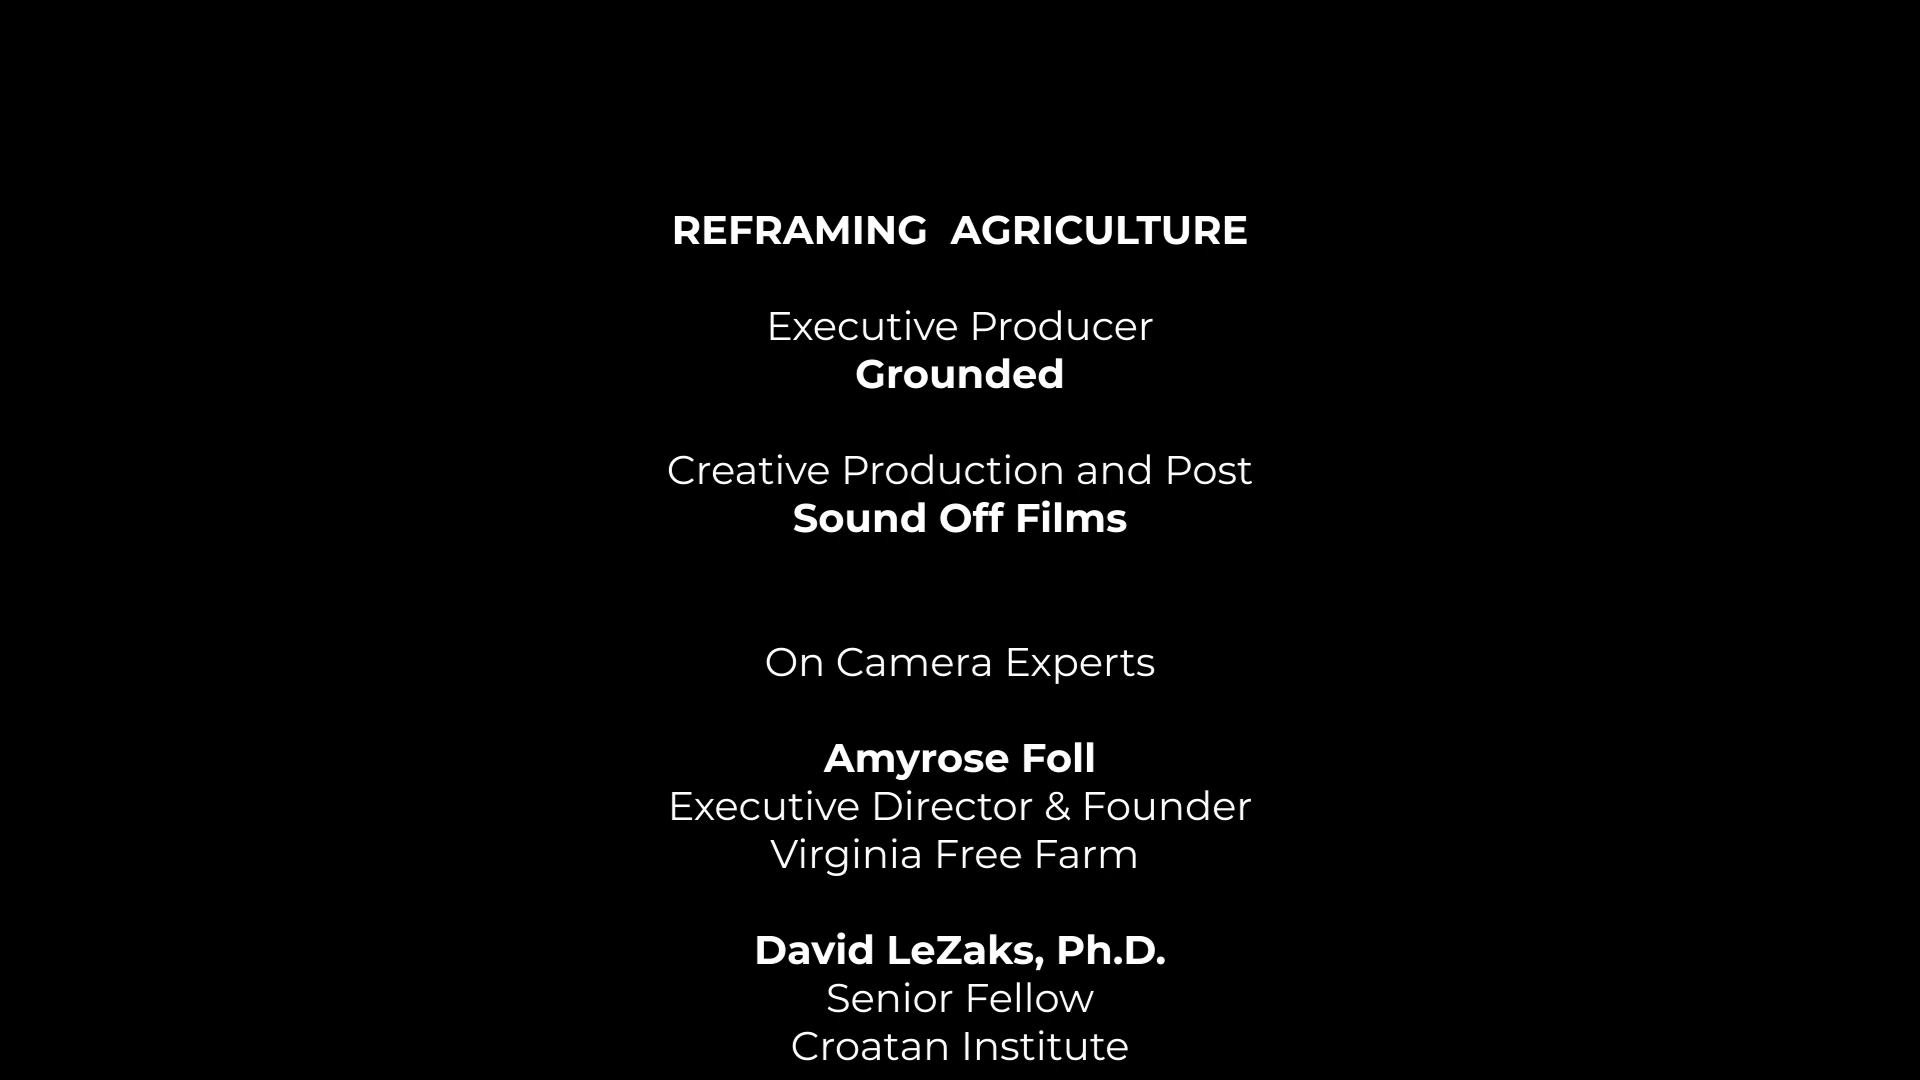 REFRAMING  AGRICULTURE
Executive Producer
Grounded
Creative Production and Post
Sound Off Films
On Camera Experts
Amyrose Foll
Executive Director & Founder
Virginia Free Farm
David LeZaks, Ph.D.
Senior Fellow
Croatan Institute